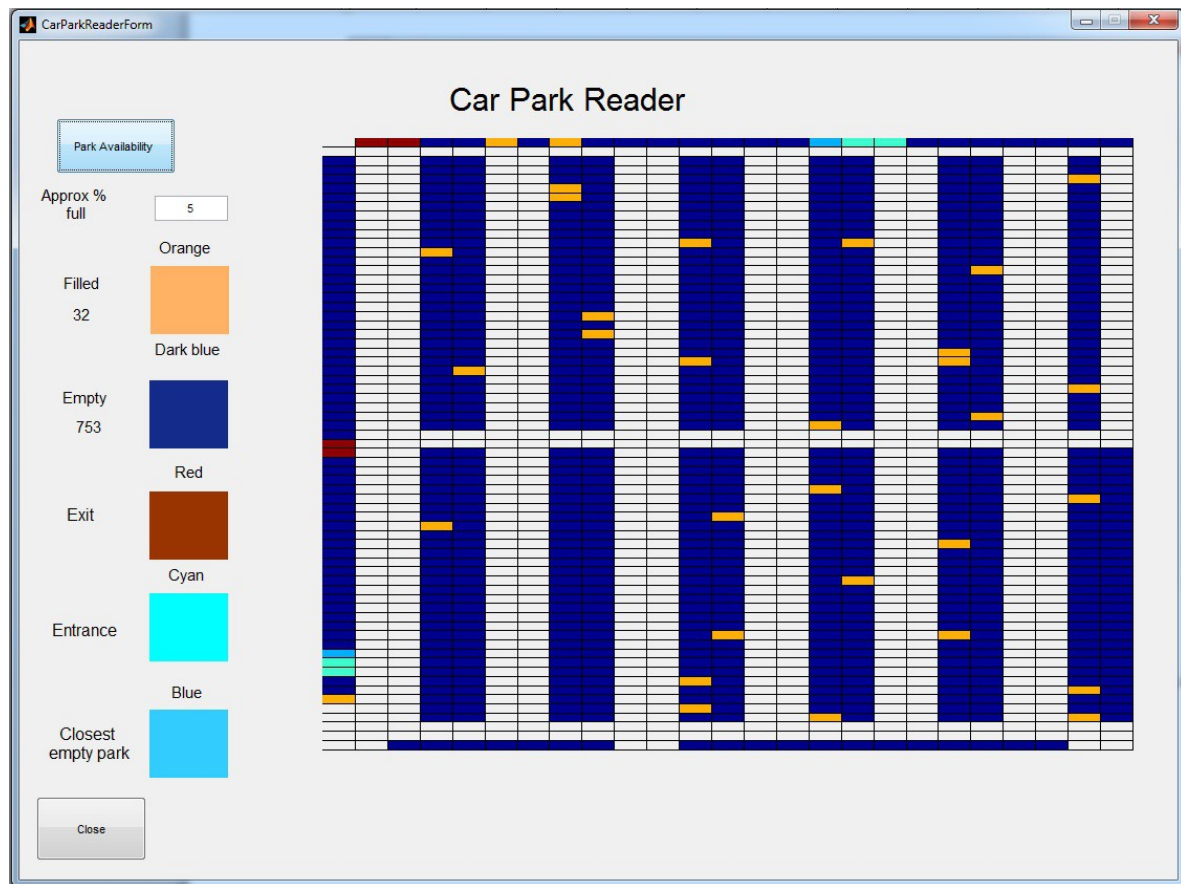 CarParkReaderForm
Car Park Reader
Park Availability
Approx %
full
5
Orange
Filled
32
Dark blue
Empty
753
Red
Exit
Cyan
Entrance
Blue
Closest
empty park
Close